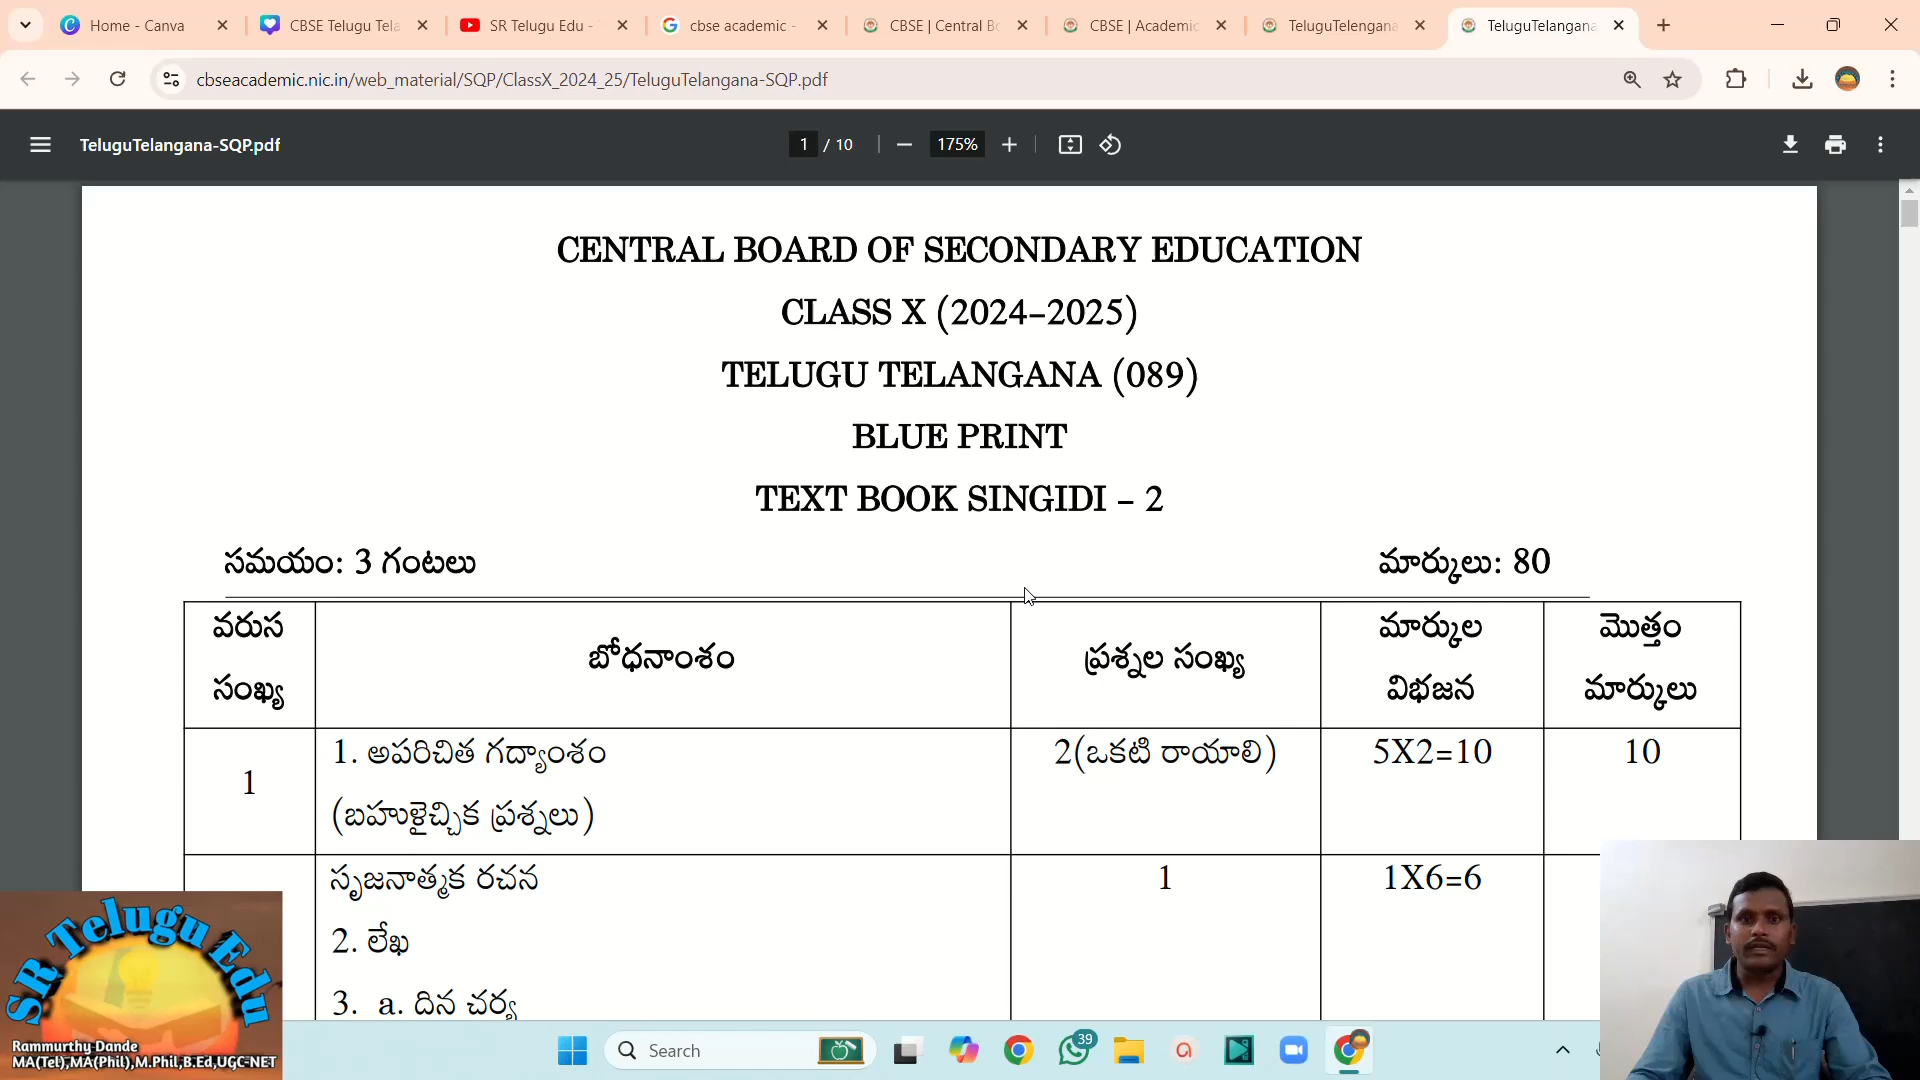 Home - Canva
CBSE Telugu Tela
SR Telugu Edu -
cbse academic -
CBSE | Central Bo
CBSE | Academic
TeluguTelengana
TeluguTelangana
cbseacademic.nic.in/web_material/SQP/ClassX_2024_25/TeluguTelangana-SQP.pdf
TeluguTelangana-SQP.pdf
1 / 10
175%
CENTRAL BOARD OF SECONDARY EDUCATION
CLASS X (2024–2025)
TELUGU TELANGANA (089)
BLUE PRINT
TEXT BOOK SINGIDI – 2
సమయం: 3 గంటలు
మార్కులు: 80
వరుస సంఖ్య
బోధనాంశం
ప్రశ్నల సంఖ్య
మార్కుల విభజన
మొత్తం మార్కులు
1
1. అపరిచిత గద్యాంశం
(బహుళైచ్ఛిక ప్రశ్నలు)
2(ఒకటి రాయాలి)
5X2=10
10
సృజనాత్మక రచన
1
1X6=6
2. లేఖ
3. a. దిన చర్య
SR Telugu Edu
Rammurthy Dande
MA(Tel),MA(Phil),M.Phil,B.Ed,UGC-NET
Search
39